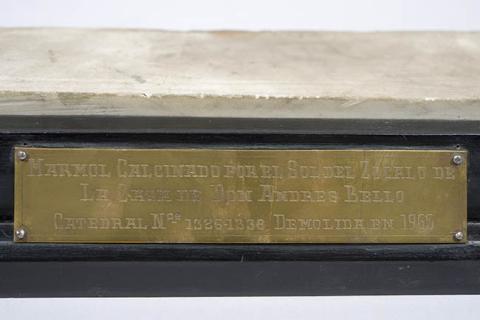 MARMOL CALCINADO POR EL SOL DEL ZOCALO DE
LA CASA DE DON ANDRES BELLO
CATEDRAL Nos 1326-1338 DEMOLIDA EN 1965